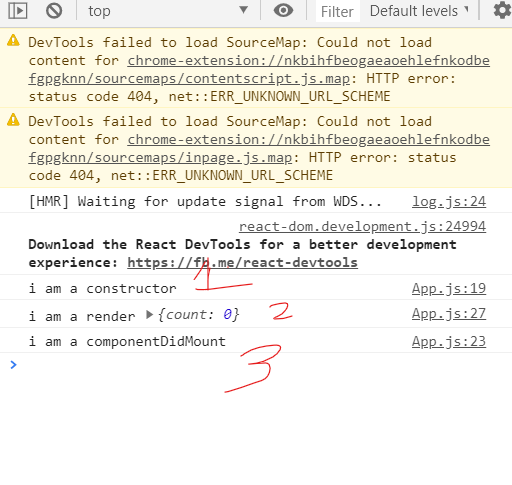 top
Filter
Default levels
DevTools failed to load SourceMap: Could not load
content for chrome-extension://nkbihfbeogaeaoehlefnkodbe
fgpgknn/sourcemaps/contentscript.js.map: HTTP error:
status code 404, net::ERR_UNKNOWN_URL_SCHEME
DevTools failed to load SourceMap: Could not load
content for chrome-extension://nkbihfbeogaeaoehlefnkodbe
fgpgknn/sourcemaps/inpage.js.map: HTTP error: status
code 404, net::ERR_UNKNOWN_URL_SCHEME
[HMR] Waiting for update signal from WDS... log.js:24
react-dom.development.js:24994
Download the React DevTools for a better development
experience: https://fb.me/react-devtools
i am a constructor 1 App.js:19
i am a render {count: 0} 2 App.js:27
i am a componentDidMount App.js:23
3